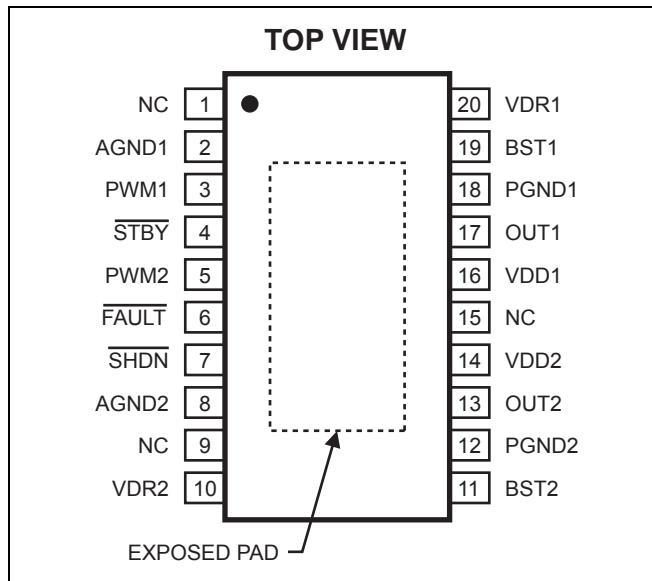 TOP VIEW
NC 1 20 VDR1
AGND1 2 19 BST1
PWM1 3 18 PGND1
STBY 4 17 OUT1
PWM2 5 16 VDD1
FAULT 6 15 NC
SHDN 7 14 VDD2
AGND2 8 13 OUT2
NC 9 12 PGND2
VDR2 10 11 BST2
EXPOSED PAD